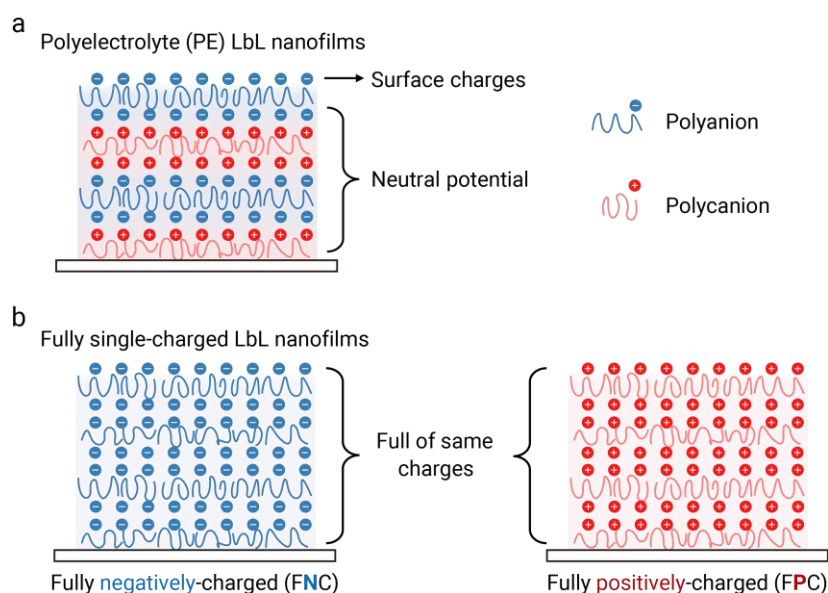 a
Polyelectrolyte (PE) LbL nanofilms
Surface charges
Neutral potential
Polyanion
Polycanion
b
Fully single-charged LbL nanofilms
Full of same
charges
Fully negatively-charged (FNC)
Fully positively-charged (FPC)